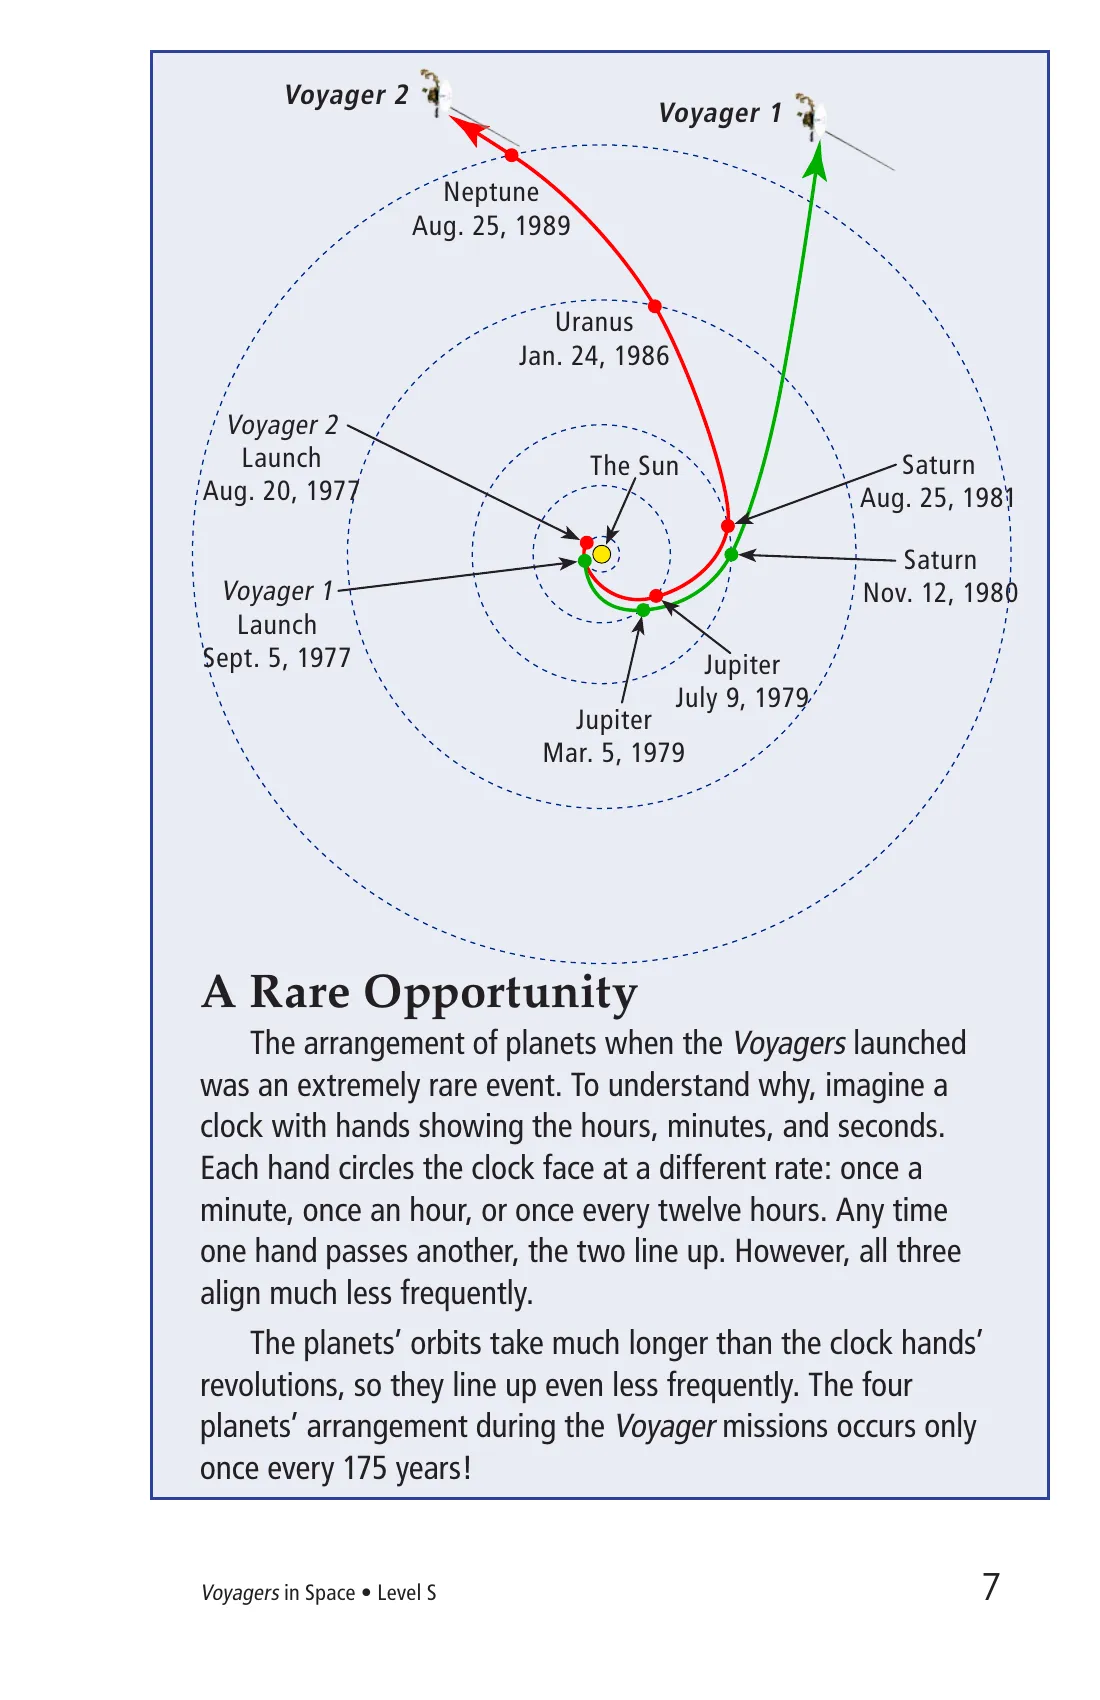 Voyager 2
Voyager 1
Neptune
Aug. 25, 1989
Uranus
Jan. 24, 1986
Voyager 2
Launch
Aug. 20, 1977
The Sun
Saturn
Aug. 25, 1981
Saturn
Nov. 12, 1980
Voyager 1
Launch
Sept. 5, 1977
Jupiter
July 9, 1979
Jupiter
Mar. 5, 1979
A Rare Opportunity
The arrangement of planets when the Voyagers launched
was an extremely rare event. To understand why, imagine a
clock with hands showing the hours, minutes, and seconds.
Each hand circles the clock face at a different rate: once a
minute, once an hour, or once every twelve hours. Any time
one hand passes another, the two line up. However, all three
align much less frequently.
The planets’ orbits take much longer than the clock hands’
revolutions, so they line up even less frequently. The four
planets’ arrangement during the Voyager missions occurs only
once every 175 years!
Voyagers in Space • Level S
7